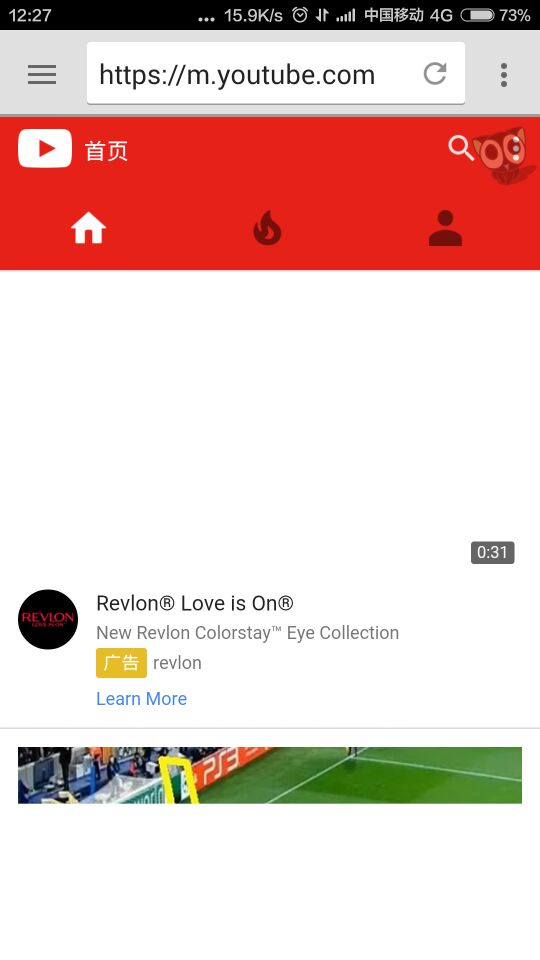 12:27 ... 15.9K/s 中国移动 4G 73%
https://m.youtube.com
首页
0:31
REVLON
LOVE IS ON
Revlon® Love is On®
New Revlon Colorstay™ Eye Collection
广告 revlon
Learn More
PS3